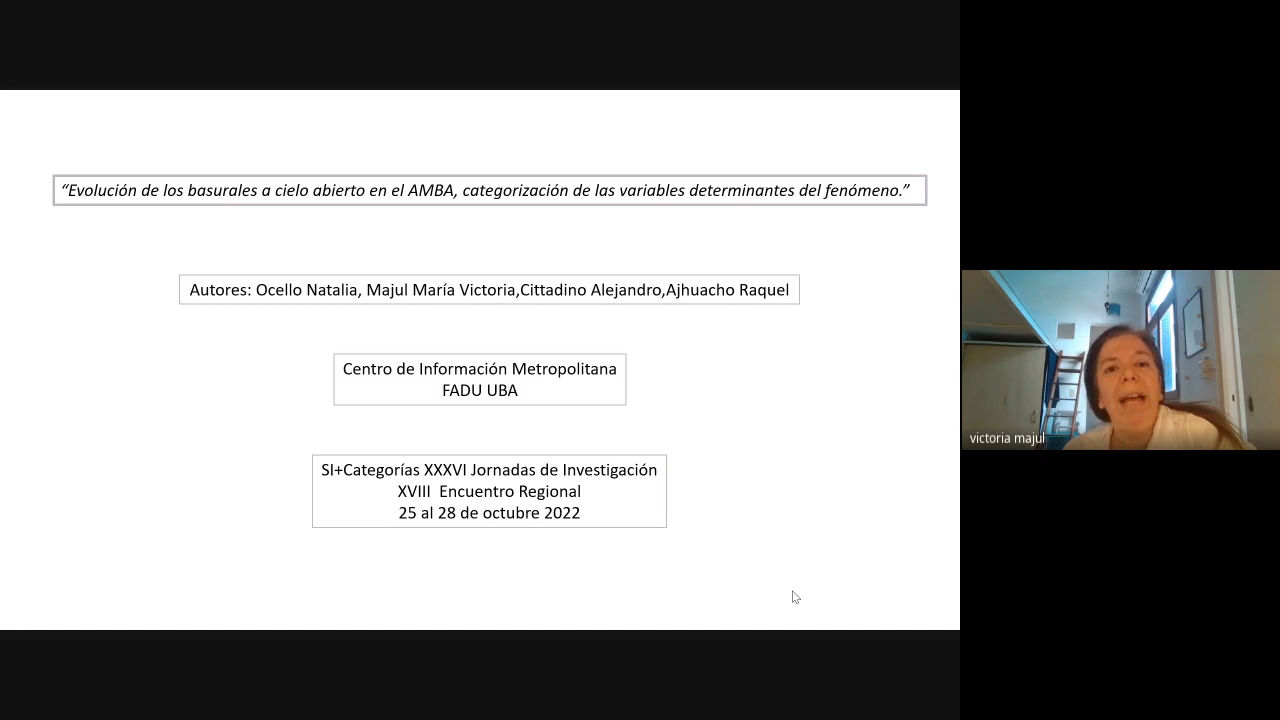 “Evolución de los basurales a cielo abierto en el AMBA, categorización de las variables determinantes del fenómeno.”
Autores: Ocello Natalia, Majul María Victoria,Cittadino Alejandro,Ajhuacho Raquel
Centro de Información Metropolitana
FADU UBA
SI+Categorías XXXVI Jornadas de Investigación
XVIII  Encuentro Regional
25 al 28 de octubre 2022
victoria majul